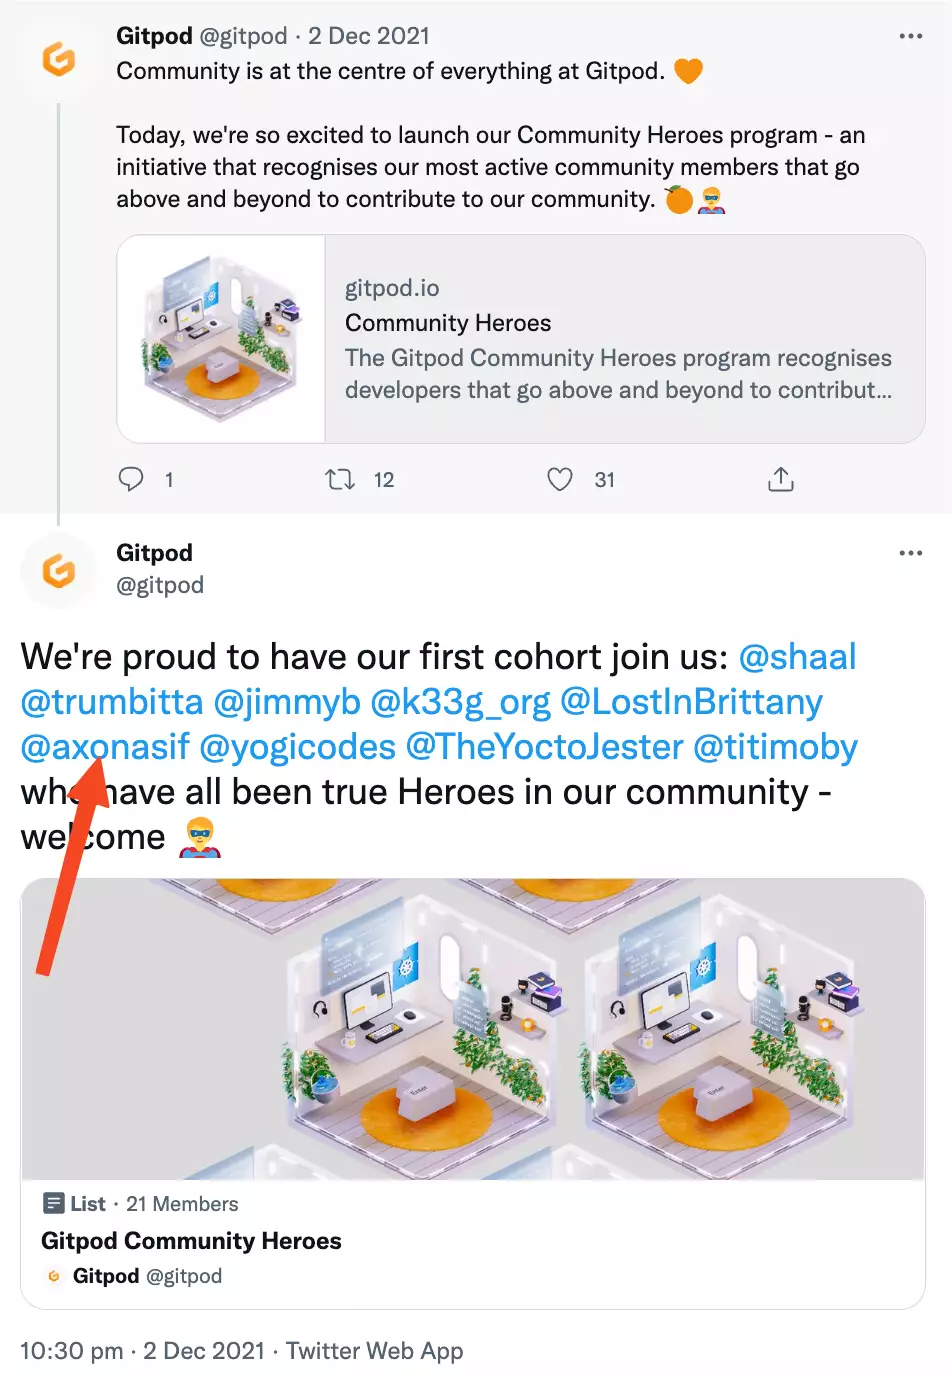 Gitpod @gitpod · 2 Dec 2021
Community is at the centre of everything at Gitpod. 🧡
Today, we're so excited to launch our Community Heroes program - an
initiative that recognises our most active community members that go
above and beyond to contribute to our community. 🍊🦸
gitpod.io
Community Heroes
The Gitpod Community Heroes program recognises
developers that go above and beyond to contribut...
1 12 31
Gitpod
@gitpod
We're proud to have our first cohort join us: @shaal
@trumbitta @jimmyb @k33g_org @LostInBrittany
@axonasif @yogicodes @TheYoctoJester @titimoby
who have all been true Heroes in our community -
welcome 🦸
Enter
Enter
List · 21 Members
Gitpod Community Heroes
Gitpod @gitpod
10:30 pm · 2 Dec 2021 · Twitter Web App